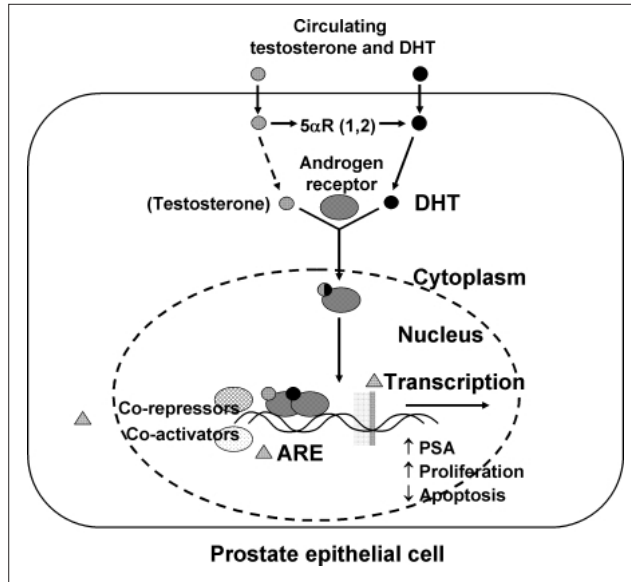 Circulating
testosterone and DHT
5αR (1,2)
Androgen
receptor
(Testosterone)
DHT
Cytoplasm
Nucleus
Transcription
Co-repressors
Co-activators
ARE
↑ PSA
↑ Proliferation
↓ Apoptosis
Prostate epithelial cell